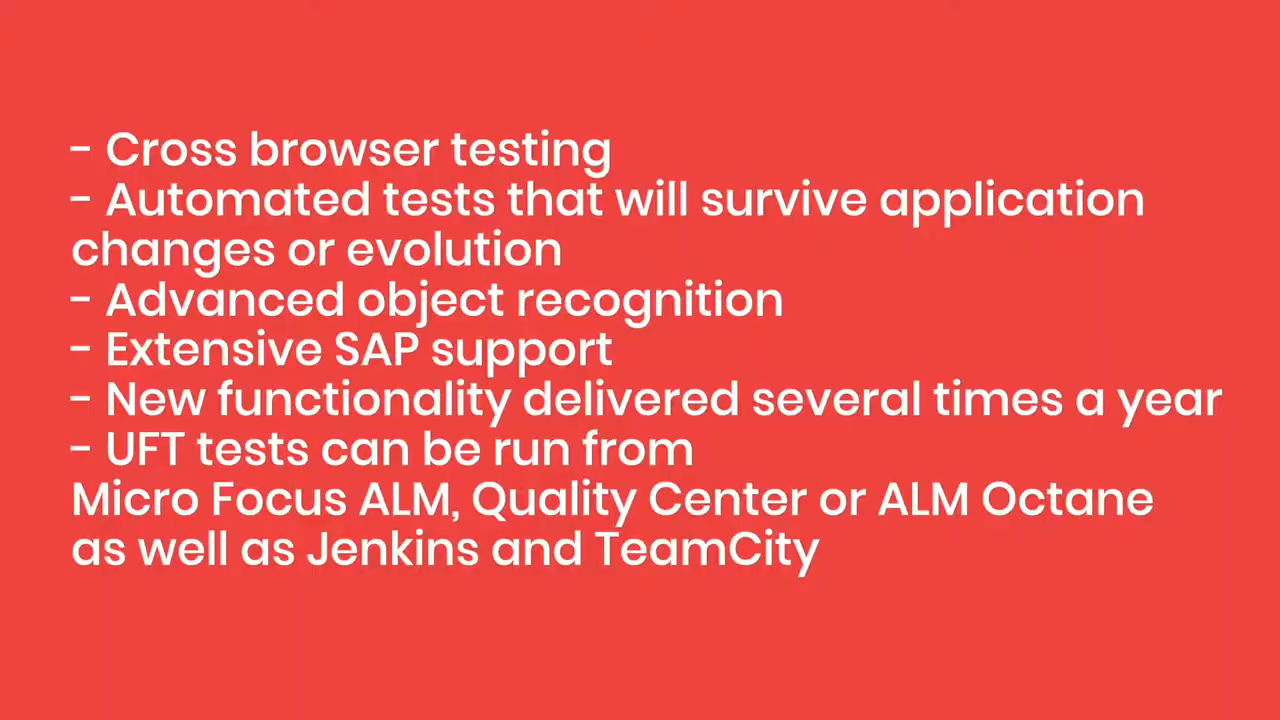 - Cross browser testing
- Automated tests that will survive application
changes or evolution
- Advanced object recognition
- Extensive SAP support
- New functionality delivered several times a year
- UFT tests can be run from
Micro Focus ALM, Quality Center or ALM Octane
as well as Jenkins and TeamCity